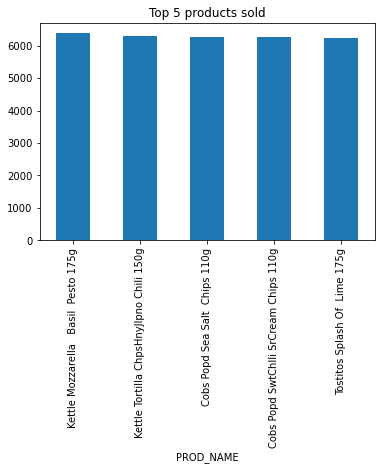 Top 5 products sold
6000
5000
4000
3000
2000
1000
0
Kettle Mozzarella   Basil  Pesto 175g
Kettle Tortilla ChpsHny&Jlpno Chili 150g
Cobs Popd Sea Salt  Chips 110g
Cobs Popd SwtChlli SrCream Chips 110g
Tostitos Splash Of  Lime 175g
PROD_NAME